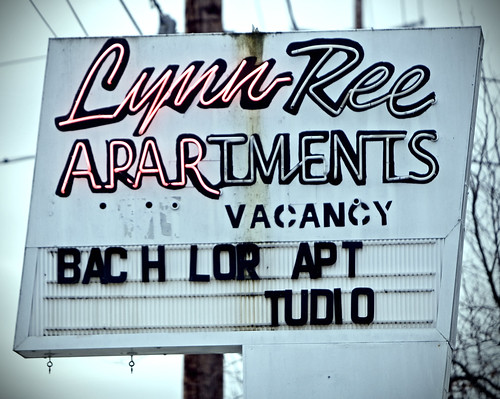 Lynn-Ree
APARTMENTS
VACANCY
BACH LOR APT
TUDIO